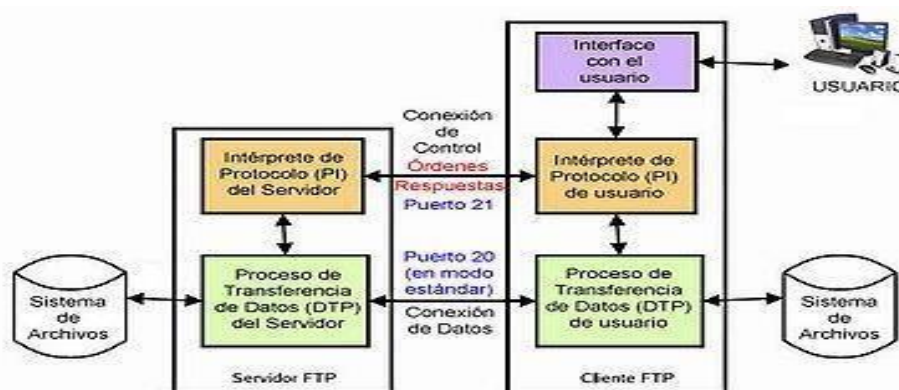 Interface
con el
usuario
USUARIO
Conexión
de
Control
Órdenes
Respuestas
Puerto 21
Intérprete de
Protocolo (PI)
del Servidor
Intérprete de
Protocolo (PI)
de usuario
Puerto 20
(en modo
estándar)
Conexión
de Datos
Sistema
de
Archivos
Proceso de
Transferencia
de Datos (DTP)
del Servidor
Proceso de
Transferencia
de Datos (DTP)
de usuario
Sistema
de
Archivos
Servidor FTP
Cliente FTP